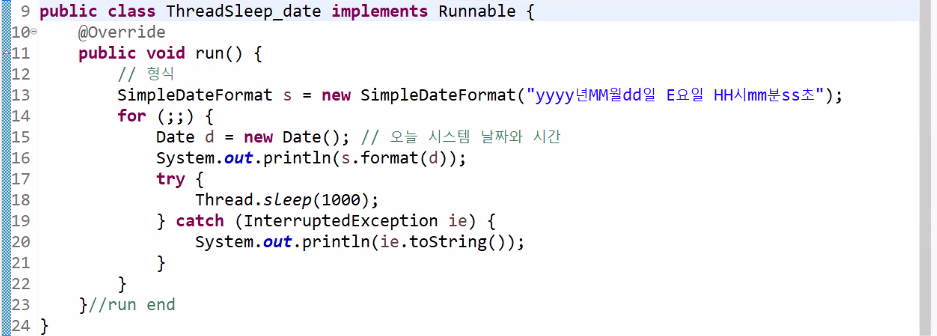 9 public class ThreadSleep_date implements Runnable {
10     @Override
11     public void run() {
12         // 형식
13         SimpleDateFormat s = new SimpleDateFormat("yyyy년MM월dd일 E요일 HH시mm분ss초");
14         for (;;) {
15             Date d = new Date(); // 오늘 시스템 날짜와 시간
16             System.out.println(s.format(d));
17             try {
18                 Thread.sleep(1000);
19             } catch (InterruptedException ie) {
20                 System.out.println(ie.toString());
21             }
22         }
23     }//run end
24 }